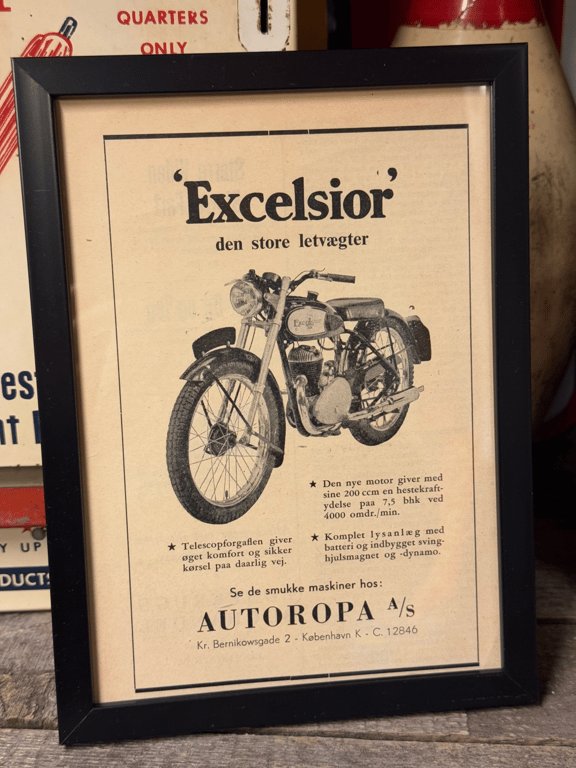 QUARTERS
ONLY
'Excelsior'
den store letvægter
Excelsior
★ Den nye motor giver med
sine 200 ccm en hestekraft-
ydelse paa 7,5 bhk ved
4000 omdr./min.
★ Telescopforgaflen giver
øget komfort og sikker
kørsel paa daarlig vej.
★ Komplet lysanlæg med
batteri og indbygget sving-
hjulsmagnet og -dynamo.
Se de smukke maskiner hos:
AUTOROPA A/s
Kr. Bernikowsgade 2 - København K - C. 12846